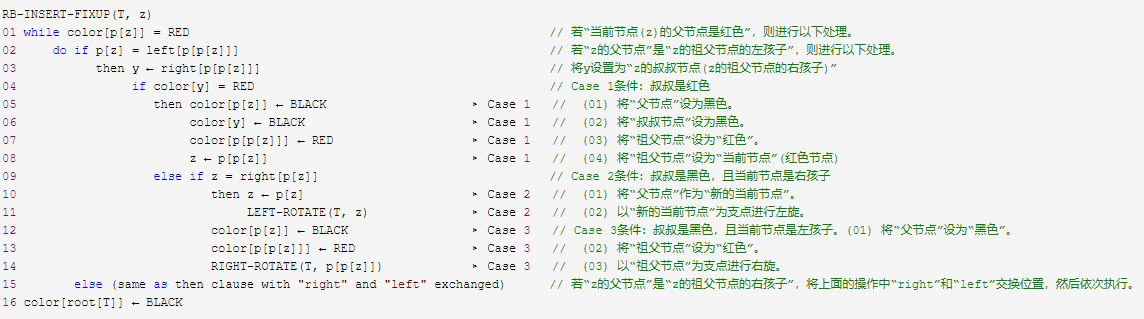 RB-INSERT-FIXUP(T, z)
01 while color[p[z]] = RED // 若“当前节点(z)的父节点是红色”，则进行以下处理。
02 do if p[z] = left[p[p[z]]] // 若“z的父节点”是“z的祖父节点的左孩子”，则进行以下处理。
03 then y ← right[p[p[z]]] // 将y设置为“z的叔叔节点(z的祖父节点的右孩子)”
04 if color[y] = RED // Case 1条件：叔叔是红色
05 then color[p[z]] ← BLACK ▹ Case 1 // (01) 将“父节点”设为黑色。
06 color[y] ← BLACK ▹ Case 1 // (02) 将“叔叔节点”设为黑色。
07 color[p[p[z]]] ← RED ▹ Case 1 // (03) 将“祖父节点”设为“红色”。
08 z ← p[p[z]] ▹ Case 1 // (04) 将“祖父节点”设为“当前节点”(红色节点)
09 else if z = right[p[z]] // Case 2条件：叔叔是黑色，且当前节点是右孩子
10 then z ← p[z] ▹ Case 2 // (01) 将“父节点”作为“新的当前节点”。
11 LEFT-ROTATE(T, z) ▹ Case 2 // (02) 以“新的当前节点”为支点进行左旋。
12 color[p[z]] ← BLACK ▹ Case 3 // Case 3条件：叔叔是黑色，且当前节点是左孩子。(01) 将“父节点”设为“黑色”。
13 color[p[p[z]]] ← RED ▹ Case 3 // (02) 将“祖父节点”设为“红色”。
14 RIGHT-ROTATE(T, p[p[z]]) ▹ Case 3 // (03) 以“祖父节点”为支点进行右旋。
15 else (same as then clause with "right" and "left" exchanged) // 若“z的父节点”是“z的祖父节点的右孩子”，将上面的操作中“right”和“left”交换位置，然后依次执行。
16 color[root[T]] ← BLACK